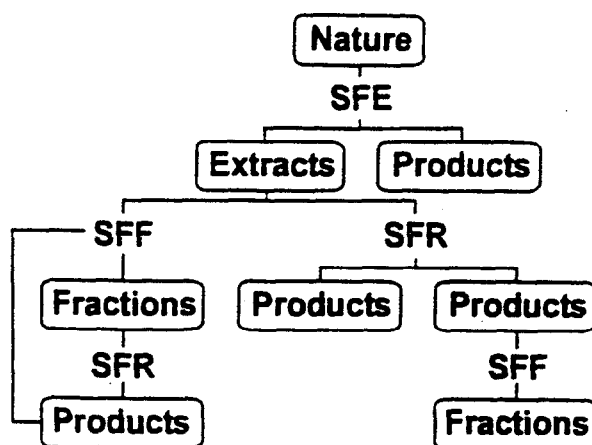 Nature
SFE
Extracts Products
SFF SFR
Fractions Products Products
SFR SFF
Products Fractions